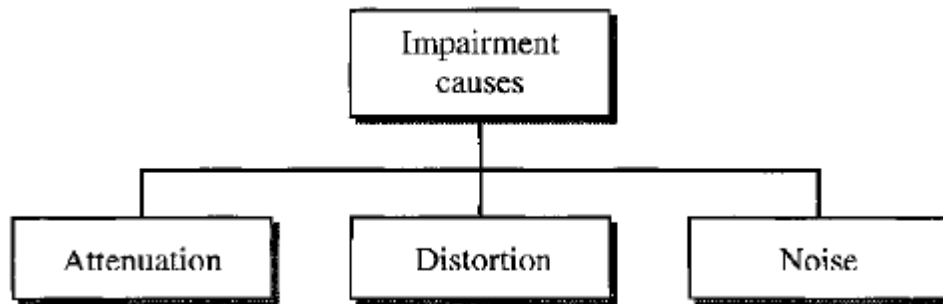 Impairment
causes
Attenuation
Distortion
Noise